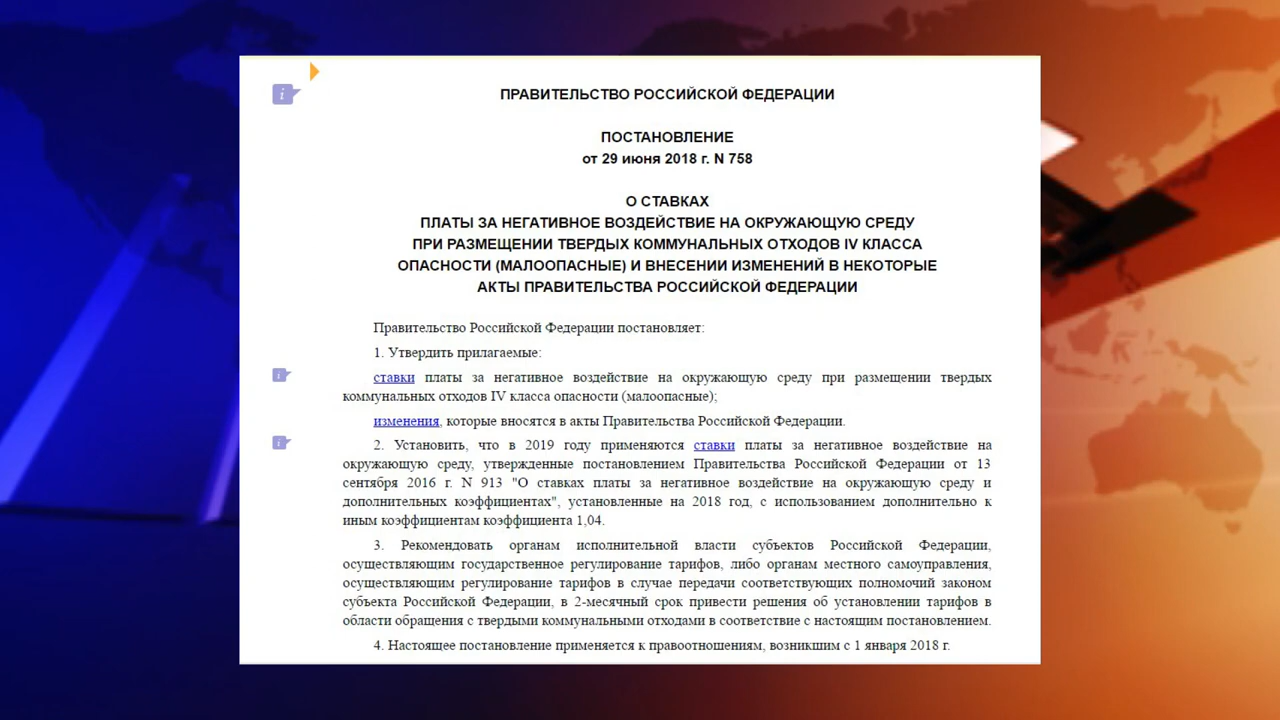 ПРАВИТЕЛЬСТВО РОССИЙСКОЙ ФЕДЕРАЦИИ
ПОСТАНОВЛЕНИЕ
от 29 июня 2018 г. N 758
О СТАВКАХ
ПЛАТЫ ЗА НЕГАТИВНОЕ ВОЗДЕЙСТВИЕ НА ОКРУЖАЮЩУЮ СРЕДУ
ПРИ РАЗМЕЩЕНИИ ТВЕРДЫХ КОММУНАЛЬНЫХ ОТХОДОВ IV КЛАССА
ОПАСНОСТИ (МАЛООПАСНЫЕ) И ВНЕСЕНИИ ИЗМЕНЕНИЙ В НЕКОТОРЫЕ
АКТЫ ПРАВИТЕЛЬСТВА РОССИЙСКОЙ ФЕДЕРАЦИИ
Правительство Российской Федерации постановляет:
1. Утвердить прилагаемые:
ставки платы за негативное воздействие на окружающую среду при размещении твердых
коммунальных отходов IV класса опасности (малоопасные);
изменения, которые вносятся в акты Правительства Российской Федерации.
2. Установить, что в 2019 году применяются ставки платы за негативное воздействие на
окружающую среду, утвержденные постановлением Правительства Российской Федерации от 13
сентября 2016 г. N 913 "О ставках платы за негативное воздействие на окружающую среду и
дополнительных коэффициентах", установленные на 2018 год, с использованием дополнительно к
иным коэффициентам коэффициента 1,04.
3. Рекомендовать органам исполнительной власти субъектов Российской Федерации,
осуществляющим государственное регулирование тарифов, либо органам местного самоуправления,
осуществляющим регулирование тарифов в случае передачи соответствующих полномочий законом
субъекта Российской Федерации, в 2-месячный срок привести решения об установлении тарифов в
области обращения с твердыми коммунальными отходами в соответствие с настоящим постановлением.
4. Настоящее постановление применяется к правоотношениям, возникшим с 1 января 2018 г.